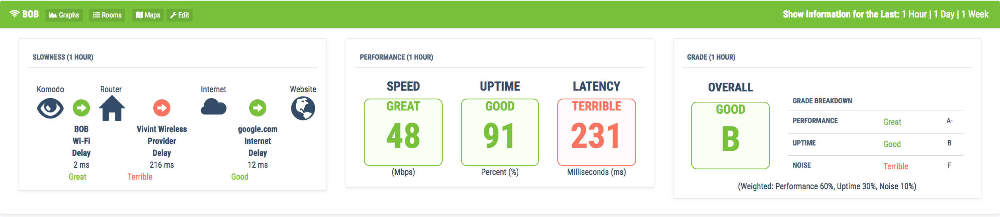 BOB Graphs Rooms Maps Edit Show Information for the Last: 1 Hour | 1 Day | 1 Week
SLOWNESS (1 HOUR)
Komodo Router Internet Website
BOB Vivint Wireless google.com
Wi-Fi Provider Internet
Delay Delay Delay
2 ms 216 ms 12 ms
Great Terrible Good
PERFORMANCE (1 HOUR)
SPEED UPTIME LATENCY
GREAT GOOD TERRIBLE
48 91 231
(Mbps) Percent (%) Milliseconds (ms)
GRADE (1 HOUR)
OVERALL
GOOD
B
GRADE BREAKDOWN
PERFORMANCE Great A-
UPTIME Good B
NOISE Terrible F
(Weighted: Performance 60%, Uptime 30%, Noise 10%)